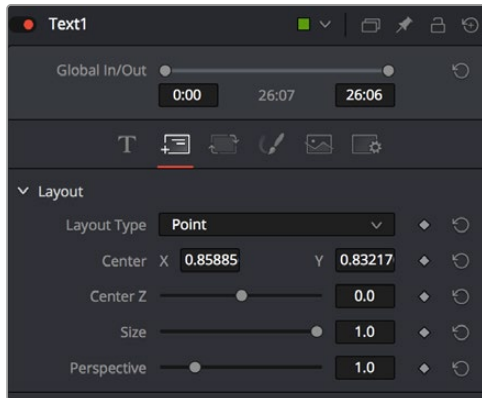 Text1
Global In/Out
0:00 26:07 26:06
T
Layout
Layout Type Point
Center X 0.85885 Y 0.83217
Center Z 0.0
Size 1.0
Perspective 1.0